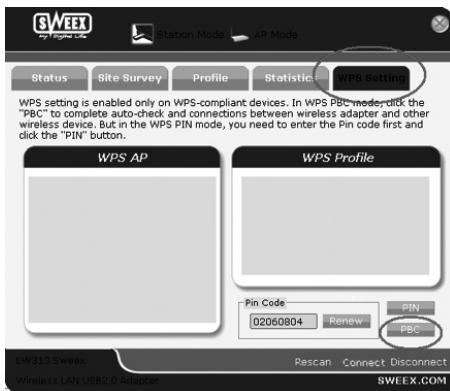 SWEEX
my digital life
Station Mode AP Mode
Status Site Survey Profile Statistics WPS Setting
WPS setting is enabled only on WPS-compliant devices. In WPS PBC mode, click the
"PBC" to complete auto-check and connections between wireless adapter and other
wireless device. But in the WPS PIN mode, you need to enter the Pin code first and
click the "PIN" button.
WPS AP WPS Profile
Pin Code
02060804 Renew PIN
PBC
LW313 Sweex
Rescan Connect Disconnect
Wireless LAN USB2.0 Adapter
SWEEX.COM